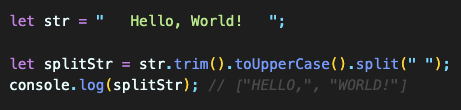 let str = "   Hello, World!   ";
let splitStr = str.trim().toUpperCase().split(" ");
console.log(splitStr); // ["HELLO,", "WORLD!"]